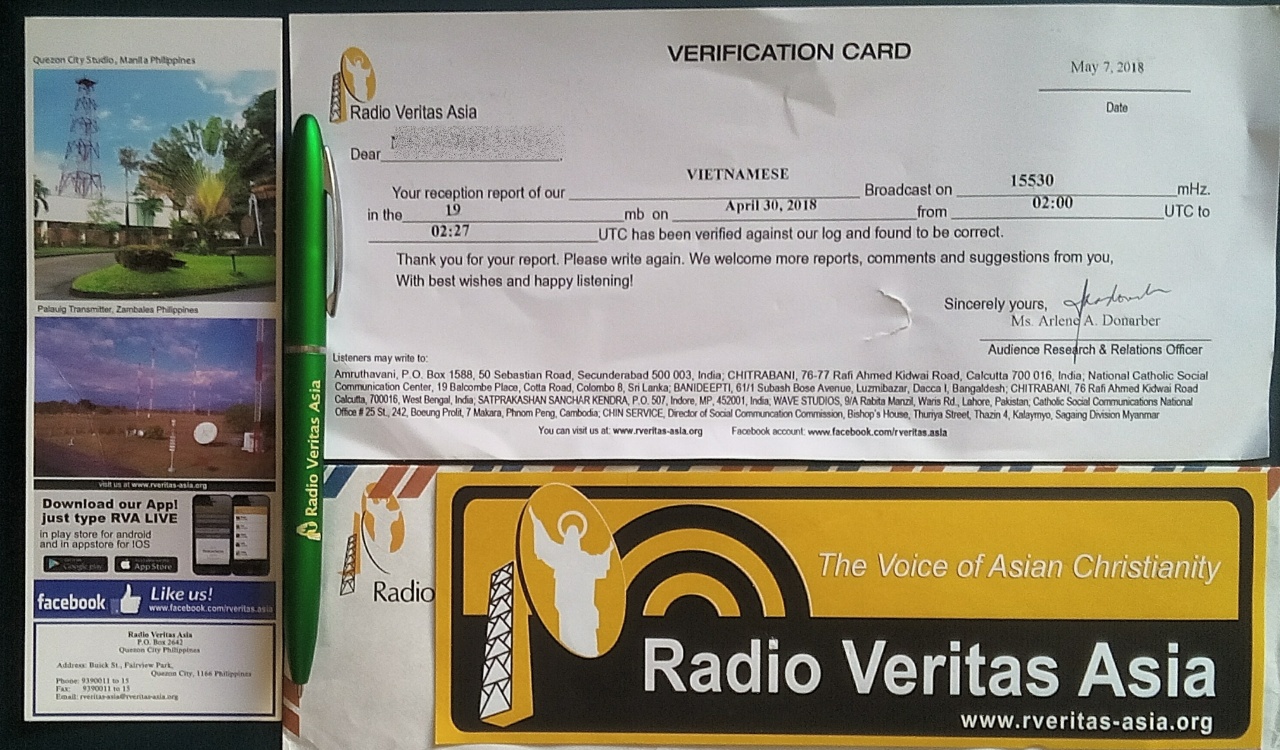 Quezon City Studio, Manila Philippines
Palauig Transmitter, Zambales Philippines
visit us at www.rveritas-asia.org
Download our App!
just type RVA LIVE
in play store for android
and in appstore for IOS
Google play
App Store
facebook
Like us!
www.facebook.com/rveritas.asia
Radio Veritas Asia
P.O. Box 2642
Quezon City Philippines
Address: Buick St., Fairview Park,
Quezon City, 1166 Philippines
Phone: 9390011 to 15
Fax: 9390011 to 15
Email: rveritas-asia@rveritas-asia.org
Radio Veritas Asia
VERIFICATION CARD
May 7, 2018
Date
Radio Veritas Asia
Dear
Your reception report of our VIETNAMESE Broadcast on 15530 mHz.
in the 19 mb on April 30, 2018 from 02:00 UTC to
02:27 UTC has been verified against our log and found to be correct.
Thank you for your report. Please write again. We welcome more reports, comments and suggestions from you,
With best wishes and happy listening!
Sincerely yours,
Ms. Arlene A. Donarber
Audience Research & Relations Officer
Listeners may write to:
Amruthavani, P.O. Box 1588, 50 Sebastian Road, Secunderabad 500 003, India; CHITRABANI, 76-77 Rafi Ahmed Kidwai Road, Calcutta 700 016, India; National Catholic Social
Communication Center, 19 Balcombe Place, Cotta Road, Colombo 8, Sri Lanka; BANIDEEPTI, 61/1 Subash Bose Avenue, Luzmibazar, Dacca I, Bangaldesh; CHITRABANI, 76 Rafi Ahmed Kidwai Road
Calcutta, 700016, West Bengal, India, SATPRAKASHAN SANCHAR KENDRA, P.O. 507, Indore, MP, 452001, India; WAVE STUDIOS, 9/A Rabita Manzil, Waris Rd., Lahore, Pakistan, Catholic Social Communications National
Office # 25 St., 242, Boeung Prolit, 7 Makara, Phnom Peng, Cambodia; CHIN SERVICE, Director of Social Communcation Commission, Bishop's House, Thuriya Street, Thazin 4, Kalaymyo, Sagaing Division Myanmar
You can visit us at: www.rveritas-asia.org Facebook account: www.facebook.com/rveritas.asia
Radio
The Voice of Asian Christianity
Radio Veritas Asia
www.rveritas-asia.org